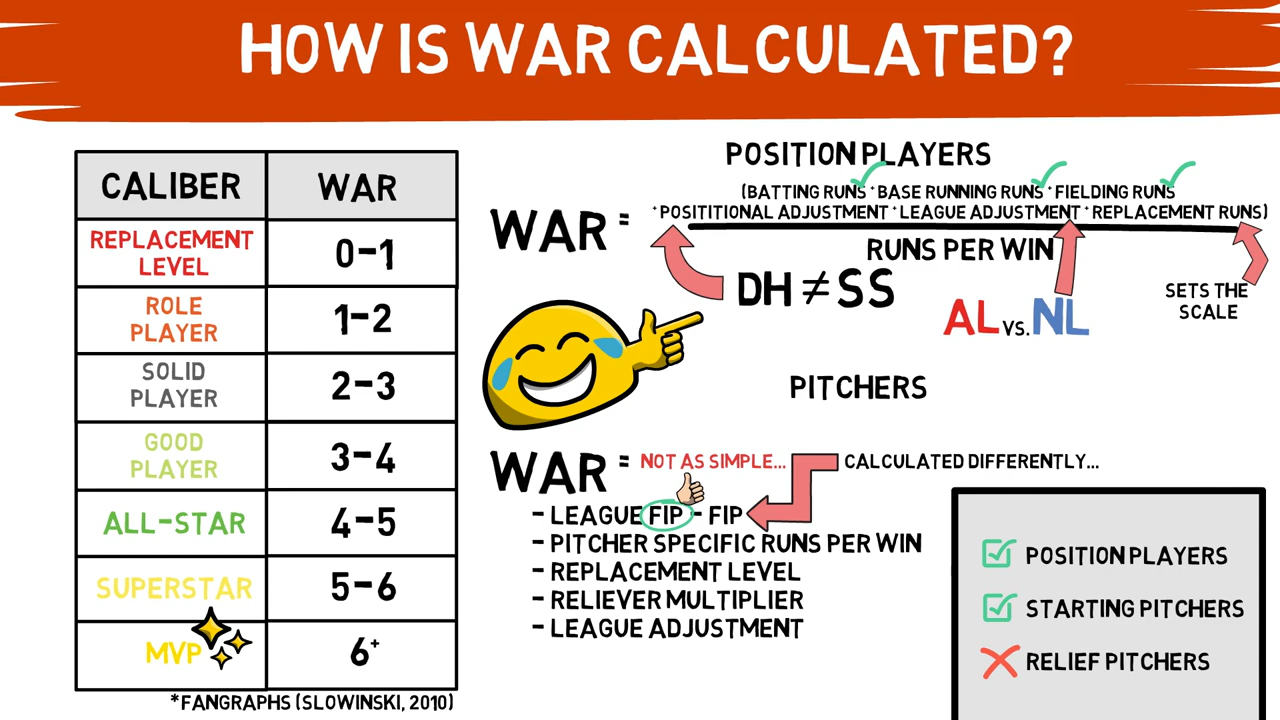 HOW IS WAR CALCULATED?
CALIBER WAR
REPLACEMENT LEVEL 0-1
ROLE PLAYER 1-2
SOLID PLAYER 2-3
GOOD PLAYER 3-4
ALL-STAR 4-5
SUPERSTAR 5-6
MVP 6+
*FANGRAPHS (SLOWINSKI, 2010)
POSITION PLAYERS
WAR =
(BATTING RUNS + BASE RUNNING RUNS + FIELDING RUNS
+ POSITITIONAL ADJUSTMENT + LEAGUE ADJUSTMENT + REPLACEMENT RUNS)
RUNS PER WIN
DH ≠ SS
AL VS. NL
SETS THE
SCALE
PITCHERS
WAR = NOT AS SIMPLE... CALCULATED DIFFERENTLY...
- LEAGUE FIP - FIP
- PITCHER SPECIFIC RUNS PER WIN
- REPLACEMENT LEVEL
- RELIEVER MULTIPLIER
- LEAGUE ADJUSTMENT
POSITION PLAYERS
STARTING PITCHERS
RELIEF PITCHERS